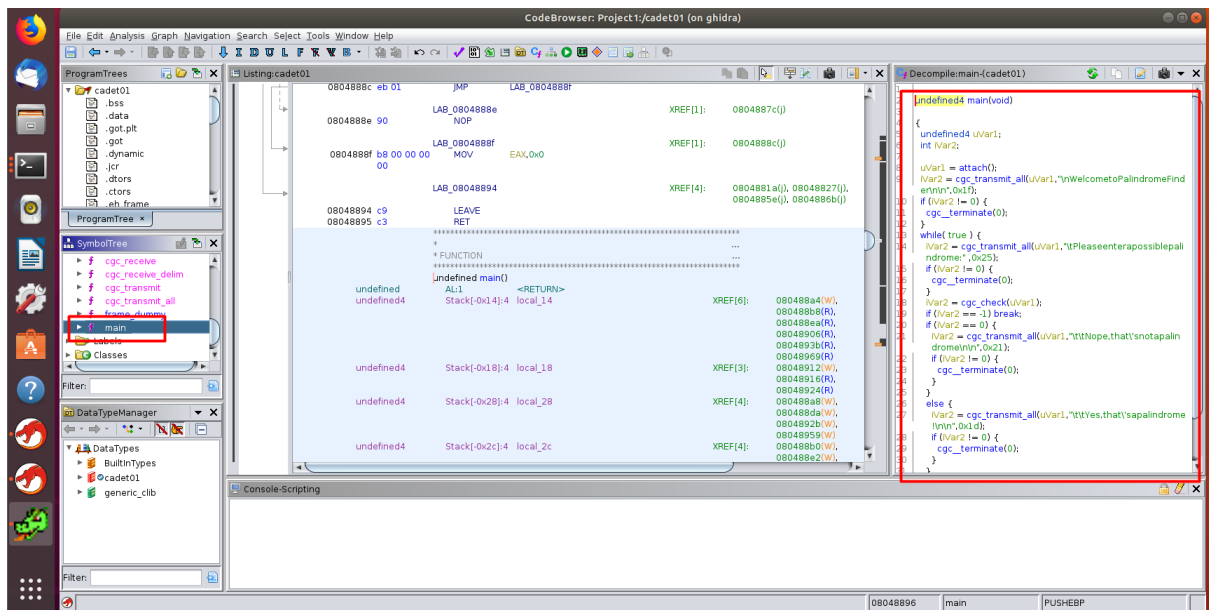 CodeBrowser: Project1:/cadet01 (on ghidra)
File Edit Analysis Graph Navigation Search Select Tools Window Help
I D U L F B
ProgramTrees
cadet01
.bss
.data
.got.plt
.got
.dynamic
.jcr
.dtors
.ctors
.eh_frame
ProgramTree ×
SymbolTree
f cgc_receive
f cgc_receive_delim
f cgc_transmit
f cgc_transmit_all
f frame_dummy
f main
Labels
Classes
Filter:
DataTypeManager
DataTypes
BuiltInTypes
cadet01
generic_clib
Filter:
Listing:cadet01
0804888c eb 01 JMP LAB_0804888f
LAB_0804888e XREF[1]: 0804887c(j)
0804888e 90 NOP
LAB_0804888f XREF[1]: 0804888c(j)
0804888f b8 00 00 00 MOV EAX,0x0
00
LAB_08048894 XREF[4]: 0804881a(j), 08048827(j),
0804885e(j), 0804886b(j)
08048894 c9 LEAVE
08048895 c3 RET
* ...
* FUNCTION ...
undefined main()
undefined AL:1 <RETURN>
undefined4 Stack[-0x14]:4 local_14 XREF[6]: 080488a4(W),
080488b8(R),
080488ea(R),
08048906(R),
0804893b(R),
08048969(R)
undefined4 Stack[-0x18]:4 local_18 XREF[3]: 08048912(W),
08048916(R),
08048924(R)
undefined4 Stack[-0x28]:4 local_28 XREF[4]: 080488a8(W),
080488da(W),
0804892b(W),
08048959(W)
undefined4 Stack[-0x2c]:4 local_2c XREF[4]: 080488b0(W),
080488e2(W),
Decompile:main-(cadet01)
1
undefined4 main(void)
{
undefined4 uVar1;
int iVar2;
uVar1 = attach();
iVar2 = cgc_transmit_all(uVar1,"\nWelcometoPalindromeFind
er\n\n",0x1f);
if (iVar2 != 0) {
cgc__terminate(0);
}
while( true ) {
iVar2 = cgc_transmit_all(uVar1,"\tPleaseenterapossiblepali
ndrome:",0x25);
if (iVar2 != 0) {
cgc__terminate(0);
}
iVar2 = cgc_check(uVar1);
if (iVar2 == -1) break;
if (iVar2 == 0) {
iVar2 = cgc_transmit_all(uVar1,"\t\tNope,that\'snotapalin
drome\n\n",0x21);
if (iVar2 != 0) {
cgc__terminate(0);
}
}
else {
iVar2 = cgc_transmit_all(uVar1,"\t\tYes,that\'sapalindrome
!\n\n",0x1d);
if (iVar2 != 0) {
cgc__terminate(0);
}
}
Console-Scripting
08048896 main PUSHEBP